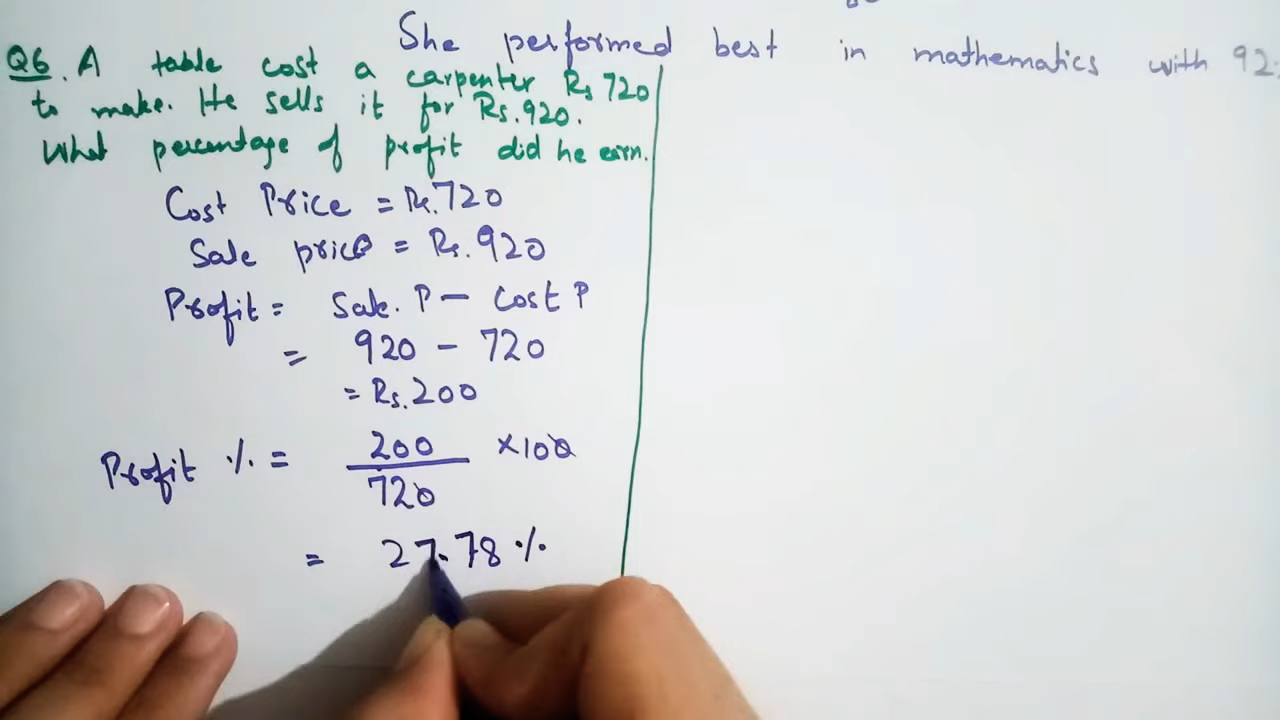 She performed best in mathematics with 92.
Q6. A table cost a carpenter Rs 720
to make. He sells it for Rs.920.
What percentage of profit did he earn.
Cost Price = Rs.720
Sale price = Rs.920
Profit = Sale. P - Cost P
= 920 - 720
= Rs.200
Profit % = 200/720 ×100
= 27.78 %